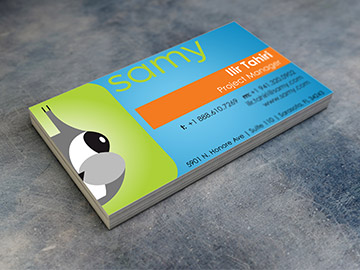 samy
Ilir Tahiri
Project Manager
t: +1 888.610.7269 m: +1 941.320.0902
ilir.tahiri@samy.com
www.samy.com
5901 N. Honore Ave | Suite 110 | Sarasota, FL 34243